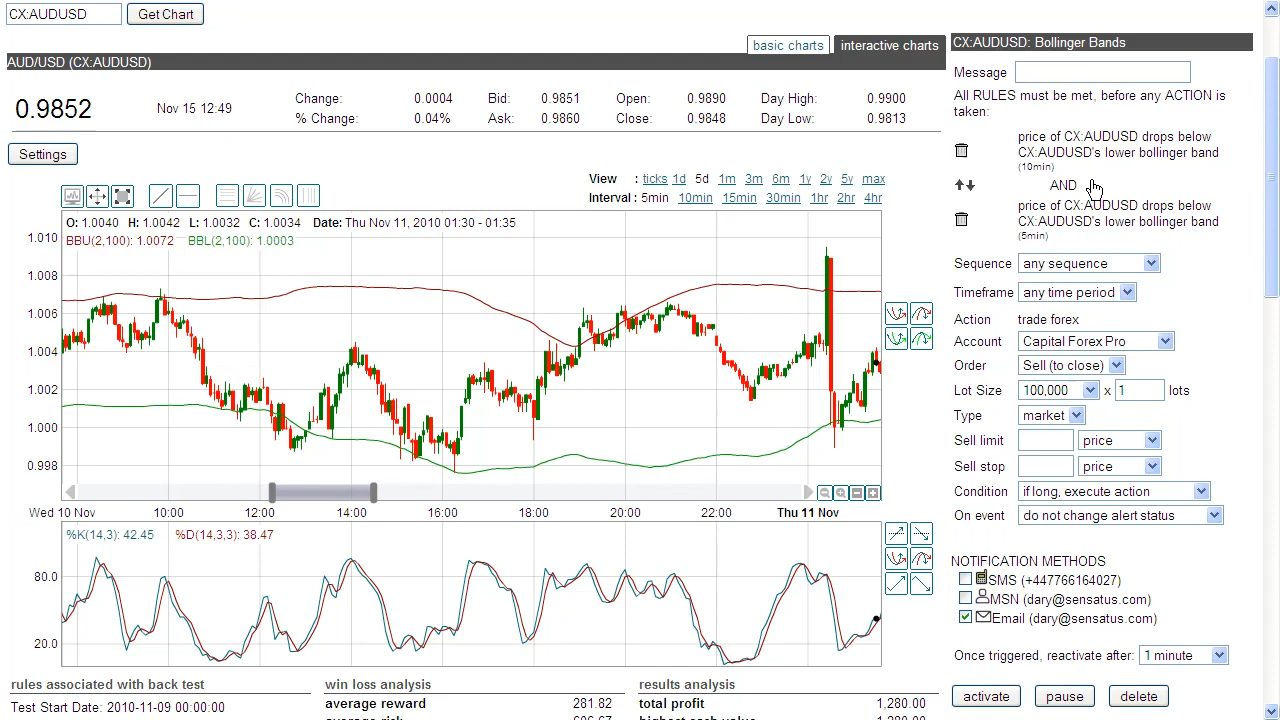 CX:AUDUSD Get Chart
basic charts interactive charts
AUD/USD (CX:AUDUSD)
0.9852 Nov 15 12:49
Change: 0.0004 Bid: 0.9851 Open: 0.9890 Day High: 0.9900
% Change: 0.04% Ask: 0.9860 Close: 0.9848 Day Low: 0.9813
Settings
View : ticks 1d 5d 1m 3m 6m 1y 2y 5y max
Interval : 5min 10min 15min 30min 1hr 2hr 4hr
O: 1.0040 H: 1.0042 L: 1.0032 C: 1.0034 Date: Thu Nov 11, 2010 01:30 - 01:35
BBU(2,100): 1.0072 BBL(2,100): 1.0003
1.010
1.008
1.006
1.004
1.002
1.000
0.998
Wed 10 Nov 10:00 12:00 14:00 16:00 18:00 20:00 22:00 Thu 11 Nov
%K(14,3): 42.45 %D(14,3,3): 38.47
80.0
20.0
rules associated with back test
Test Start Date: 2010-11-09 00:00:00
win loss analysis
average reward 281.82
results analysis
total profit 1,280.00
CX:AUDUSD: Bollinger Bands
Message
All RULES must be met, before any ACTION is
taken:
price of CX:AUDUSD drops below
CX:AUDUSD's lower bollinger band
(10min)
AND
price of CX:AUDUSD drops below
CX:AUDUSD's lower bollinger band
(5min)
Sequence any sequence
Timeframe any time period
Action trade forex
Account Capital Forex Pro
Order Sell (to close)
Lot Size 100,000 x 1 lots
Type market
Sell limit price
Sell stop price
Condition if long, execute action
On event do not change alert status
NOTIFICATION METHODS
SMS (+447766164027)
MSN (dary@sensatus.com)
Email (dary@sensatus.com)
Once triggered, reactivate after: 1 minute
activate pause delete